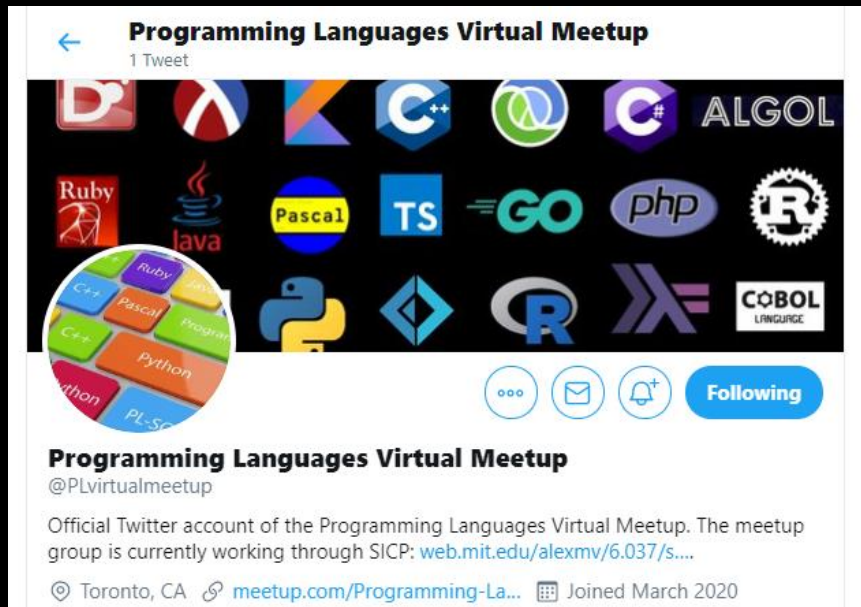 Programming Languages Virtual Meetup
1 Tweet
C++ C# ALGOL
Ruby Java Pascal TS GO php R
R COBOL
LANGUAGE
C++ Ruby Java
C++ Pascal Program
Python
Python PL-SQ
Following
Programming Languages Virtual Meetup
@PLvirtualmeetup
Official Twitter account of the Programming Languages Virtual Meetup. The meetup
group is currently working through SICP: web.mit.edu/alexmv/6.037/s....
Toronto, CA meetup.com/Programming-La... Joined March 2020